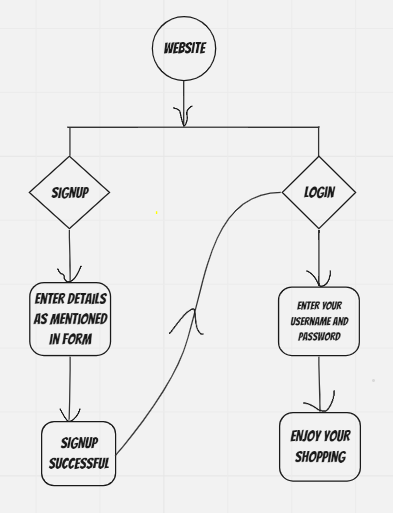 WEBSITE
SIGNUP
LOGIN
ENTER DETAILS
AS MENTIONED
IN FORM
ENTER YOUR
USERNAME AND
PASSWORD
SIGNUP
SUCCESSFUL
ENJOY YOUR
SHOPPING